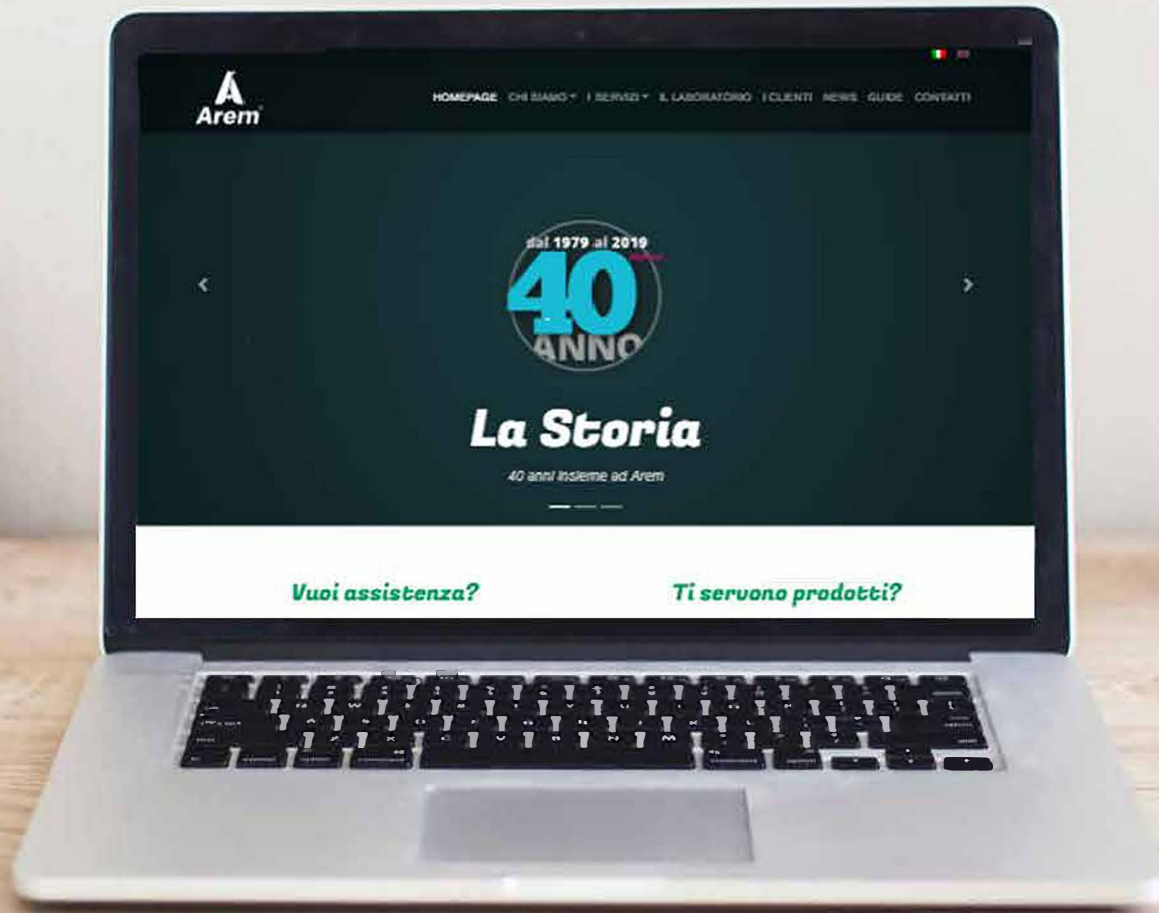 Arem
HOMEPAGE CHI SIAMO I SERVIZI IL LABORATORIO I CLIENTI NEWS GUIDE CONTATTI
dal 1979 al 2019
40
ANNO
La Storia
40 anni insieme ad Arem
Vuoi assistenza?
Ti servono prodotti?